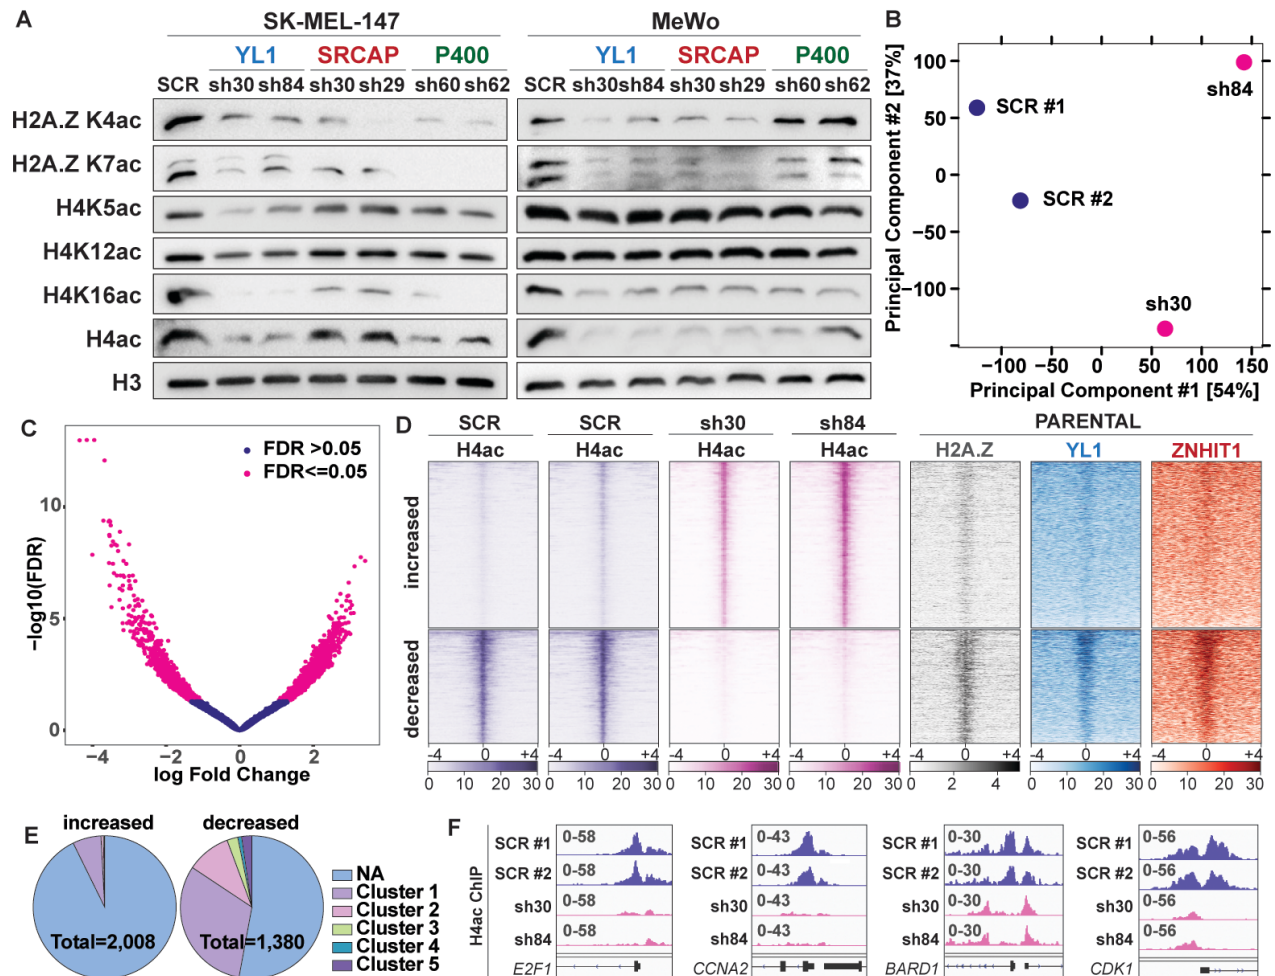 A
SK-MEL-147
MeWo
YL1 SRCAP P400
YL1 SRCAP P400
SCR sh30 sh84 sh30 sh29 sh60 sh62
SCR sh30 sh84 sh30 sh29 sh60 sh62
H2A.Z K4ac
H2A.Z K7ac
H4K5ac
H4K12ac
H4K16ac
H4ac
H3
B
Principal Component #2 [37%]
100
50
0
−50
−100
sh84
SCR #1
SCR #2
sh30
−100 −50 0 50 100 150
Principal Component #1 [54%]
C
−log10(FDR)
10
5
0
FDR >0.05
FDR<=0.05
−4 −2 0 2
log Fold Change
D
SCR SCR sh30 sh84 PARENTAL
H4ac H4ac H4ac H4ac H2A.Z YL1 ZNHIT1
increased
decreased
-4 0 +4 -4 0 +4 -4 0 +4 -4 0 +4 -4 0 +4 -4 0 +4 -4 0 +4
0 10 20 30 0 10 20 30 0 10 20 30 0 10 20 30 0 2 4 0 10 20 30 0 10 20 30
E
increased decreased
Total=2,008
Total=1,380
NA
Cluster 1
Cluster 2
Cluster 3
Cluster 4
Cluster 5
F
H4ac ChIP
SCR #1 0-58 SCR #1 0-43 SCR #1 0-30 SCR #1 0-56
SCR #2 0-58 SCR #2 0-43 SCR #2 0-30 SCR #2 0-56
sh30 0-58 sh30 0-43 sh30 0-30 sh30 0-56
sh84 0-58 sh84 0-43 sh84 0-30 sh84 0-56
E2F1 CCNA2 BARD1 CDK1